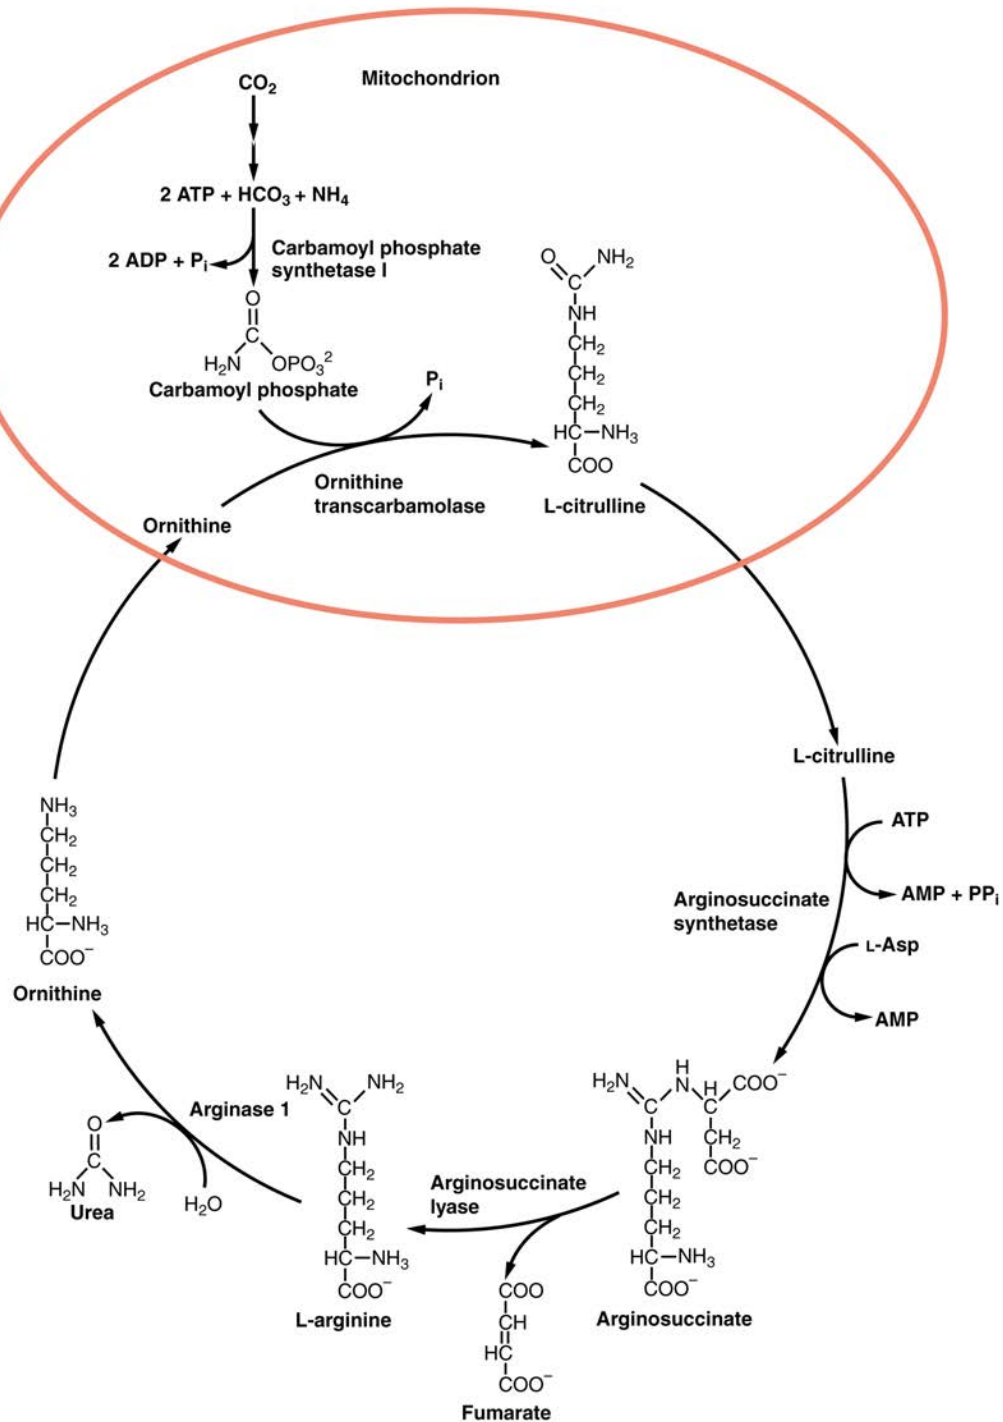 Mitochondrion
CO2
2 ATP + HCO3 + NH4
2 ADP + Pi
Carbamoyl phosphate
synthetase I
O
C
H2N
OPO3 2
Carbamoyl phosphate
Pi
O
NH2
C
NH
CH2
CH2
CH2
HC–NH3
COO
L-citrulline
Ornithine
transcarbamolase
Ornithine
L-citrulline
ATP
AMP + PPi
Arginosuccinate
synthetase
L-Asp
AMP
H2N
C
H
N
H
C
COO–
CH2
COO–
NH
CH2
CH2
CH2
HC–NH3
COO–
Arginosuccinate
Arginosuccinate
lyase
COO
CH
HC
COO–
Fumarate
H2N
NH2
C
NH
CH2
CH2
CH2
HC–NH3
COO–
L-arginine
Arginase 1
H2O
O
C
H2N
NH2
Urea
NH3
CH2
CH2
CH2
HC–NH3
COO–
Ornithine